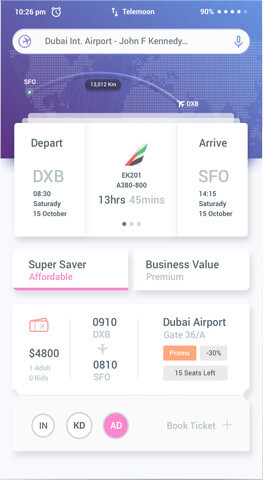 10:26 pm
Telemoon
90%
Dubai Int. Airport - John F Kennedy...
SFO
13,012 Km
DXB
Depart
DXB
08:30
Saturady
15 October
EK201
A380-800
13hrs 45mins
Arrive
SFO
14:15
Saturady
15 October
Super Saver
Affordable
Business Value
Premium
$4800
1 Adult
0 Kids
0910
DXB
0810
SFO
Dubai Airport
Gate 36/A
Promo -30%
15 Seats Left
IN KD AD Book Ticket +